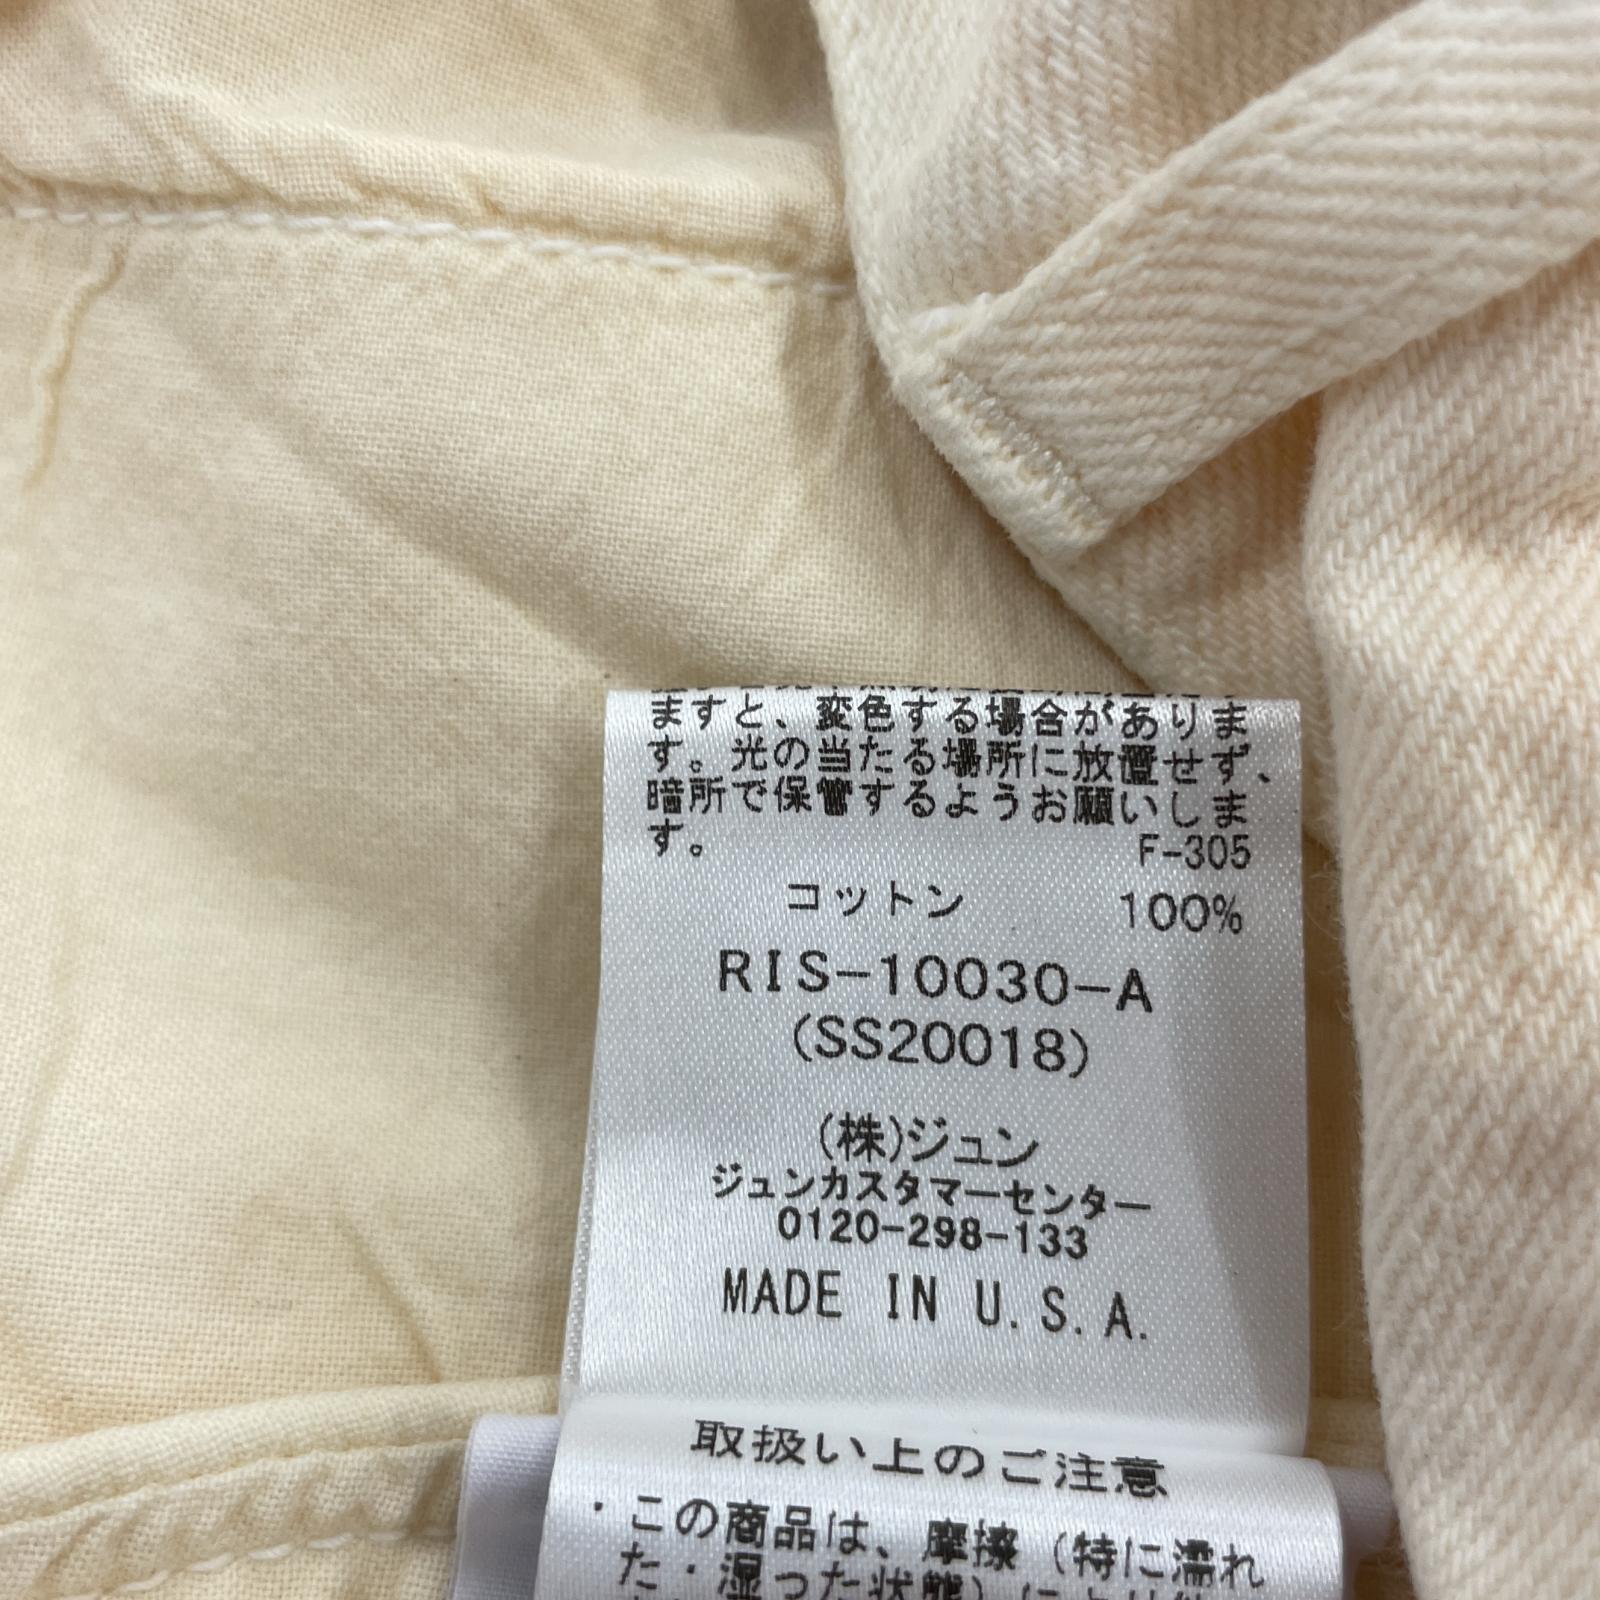 ますと、変色する場合がありま
す。光の当たる場所に放置せず、
暗所で保管するようお願いしま
す。 F-305
コットン 100%
RIS-10030-A
(SS20018)
(株)ジュン
ジュンカスタマーセンター
0120-298-133
MADE IN U.S.A.
取扱い上のご注意
・この商品は、摩擦(特に濡れ
た・湿った状態)により